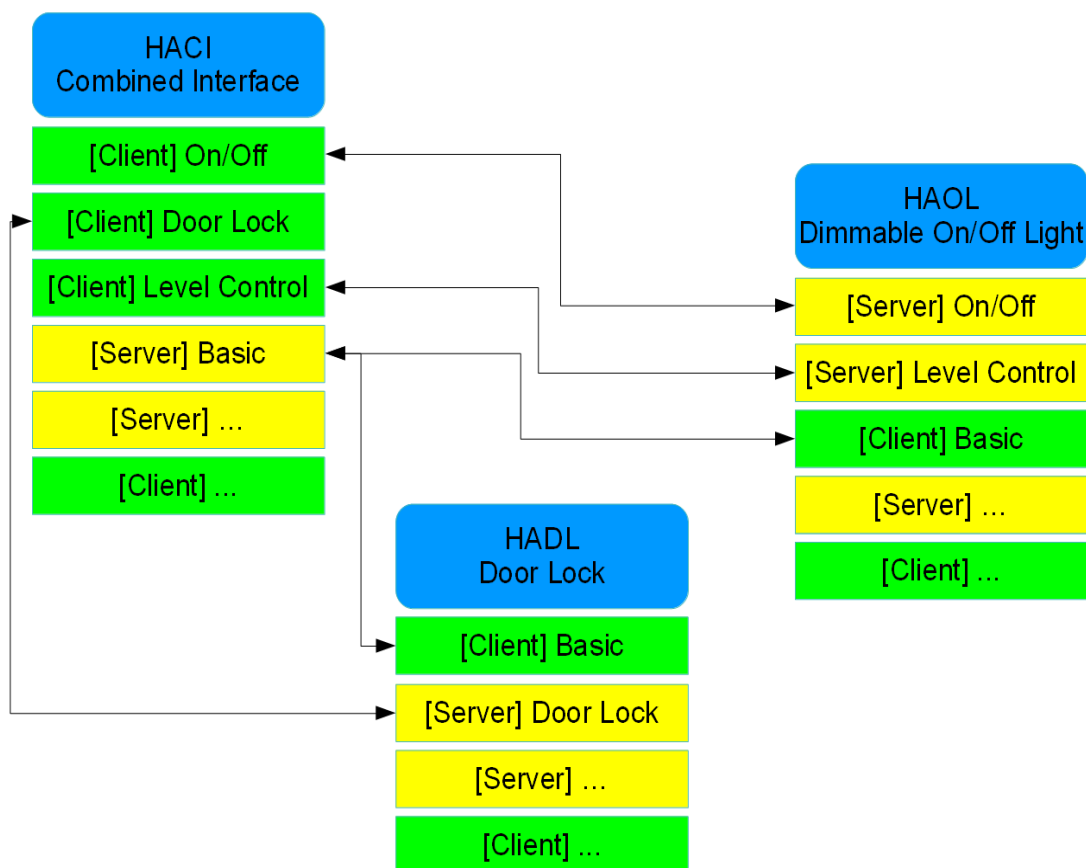 HACI
Combined Interface
[Client] On/Off
[Client] Door Lock
[Client] Level Control
[Server] Basic
[Server] ...
[Client] ...
HAOL
Dimmable On/Off Light
[Server] On/Off
[Server] Level Control
[Client] Basic
[Server] ...
[Client] ...
HADL
Door Lock
[Client] Basic
[Server] Door Lock
[Server] ...
[Client] ...